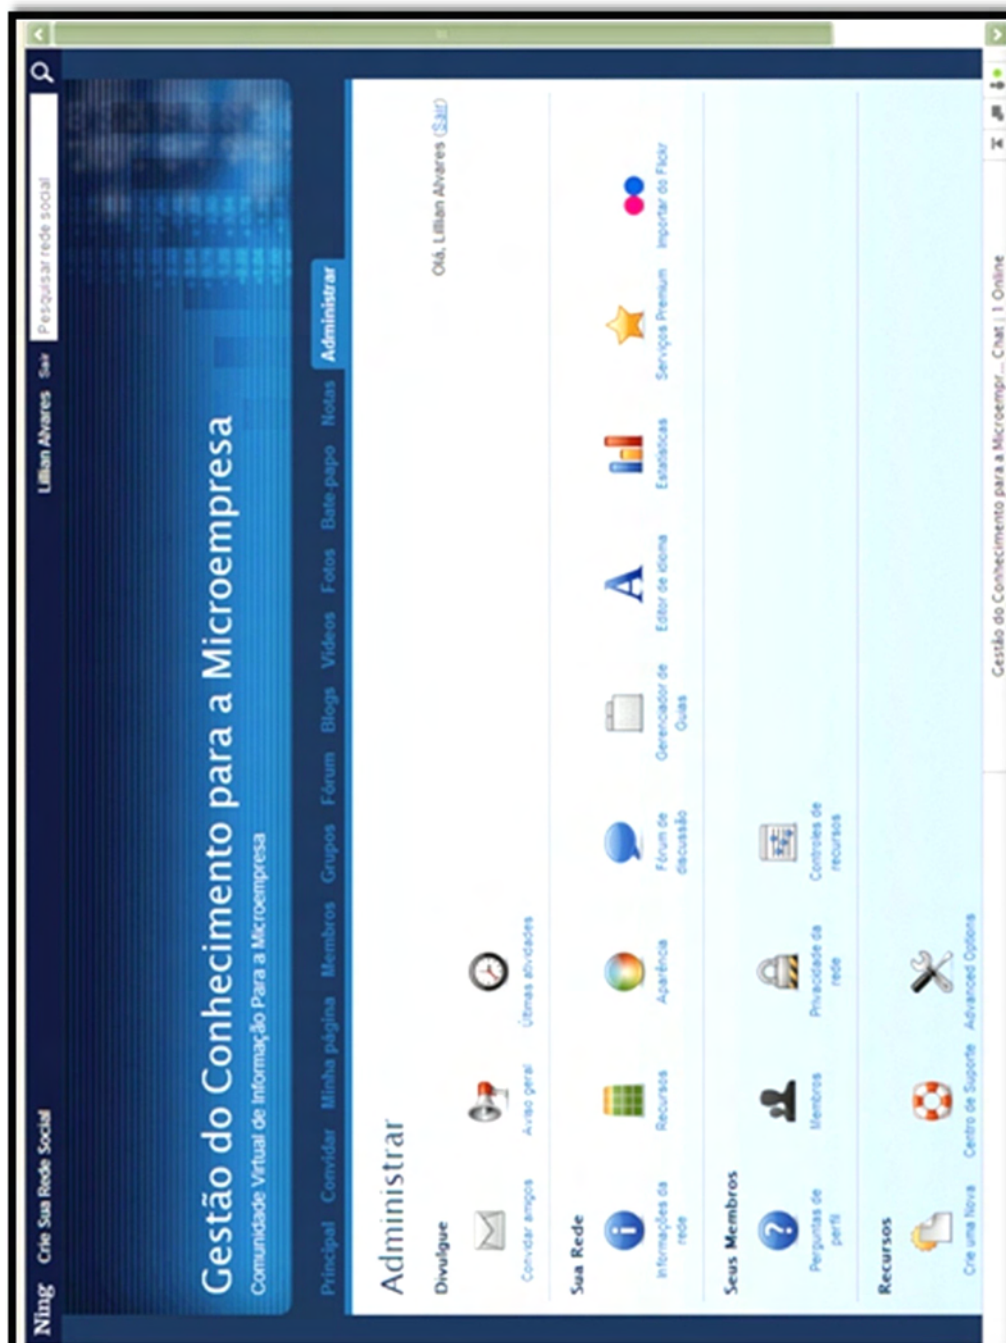 Ning Crie Sua Rede Social Lillian Alvares Sair Pesquisar rede social
Gestão do Conhecimento para a Microempresa
Comunidade Virtual de Informação Para a Microempresa
Principal Convidar Minha página Membros Grupos Fórum Blogs Vídeos Fotos Bate-papo Notas Administrar
Administrar
Olá, Lillian Alvares (Sair)
Divulgue
Convidar amigos Aviso geral Últimas atividades
Sua Rede
Informações da Recursos Aparência Fórum de Gerenciador de Editor de idioma Estatísticas Serviços Premium Importar do Flickr
rede discussão Guias
Seus Membros
Perguntas de Membros Privacidade da Controles de
perfil rede recursos
Recursos
Crie uma Nova Centro de Suporte Advanced Options
Gestão do Conhecimento para a Microempr... Chat | 1 Online